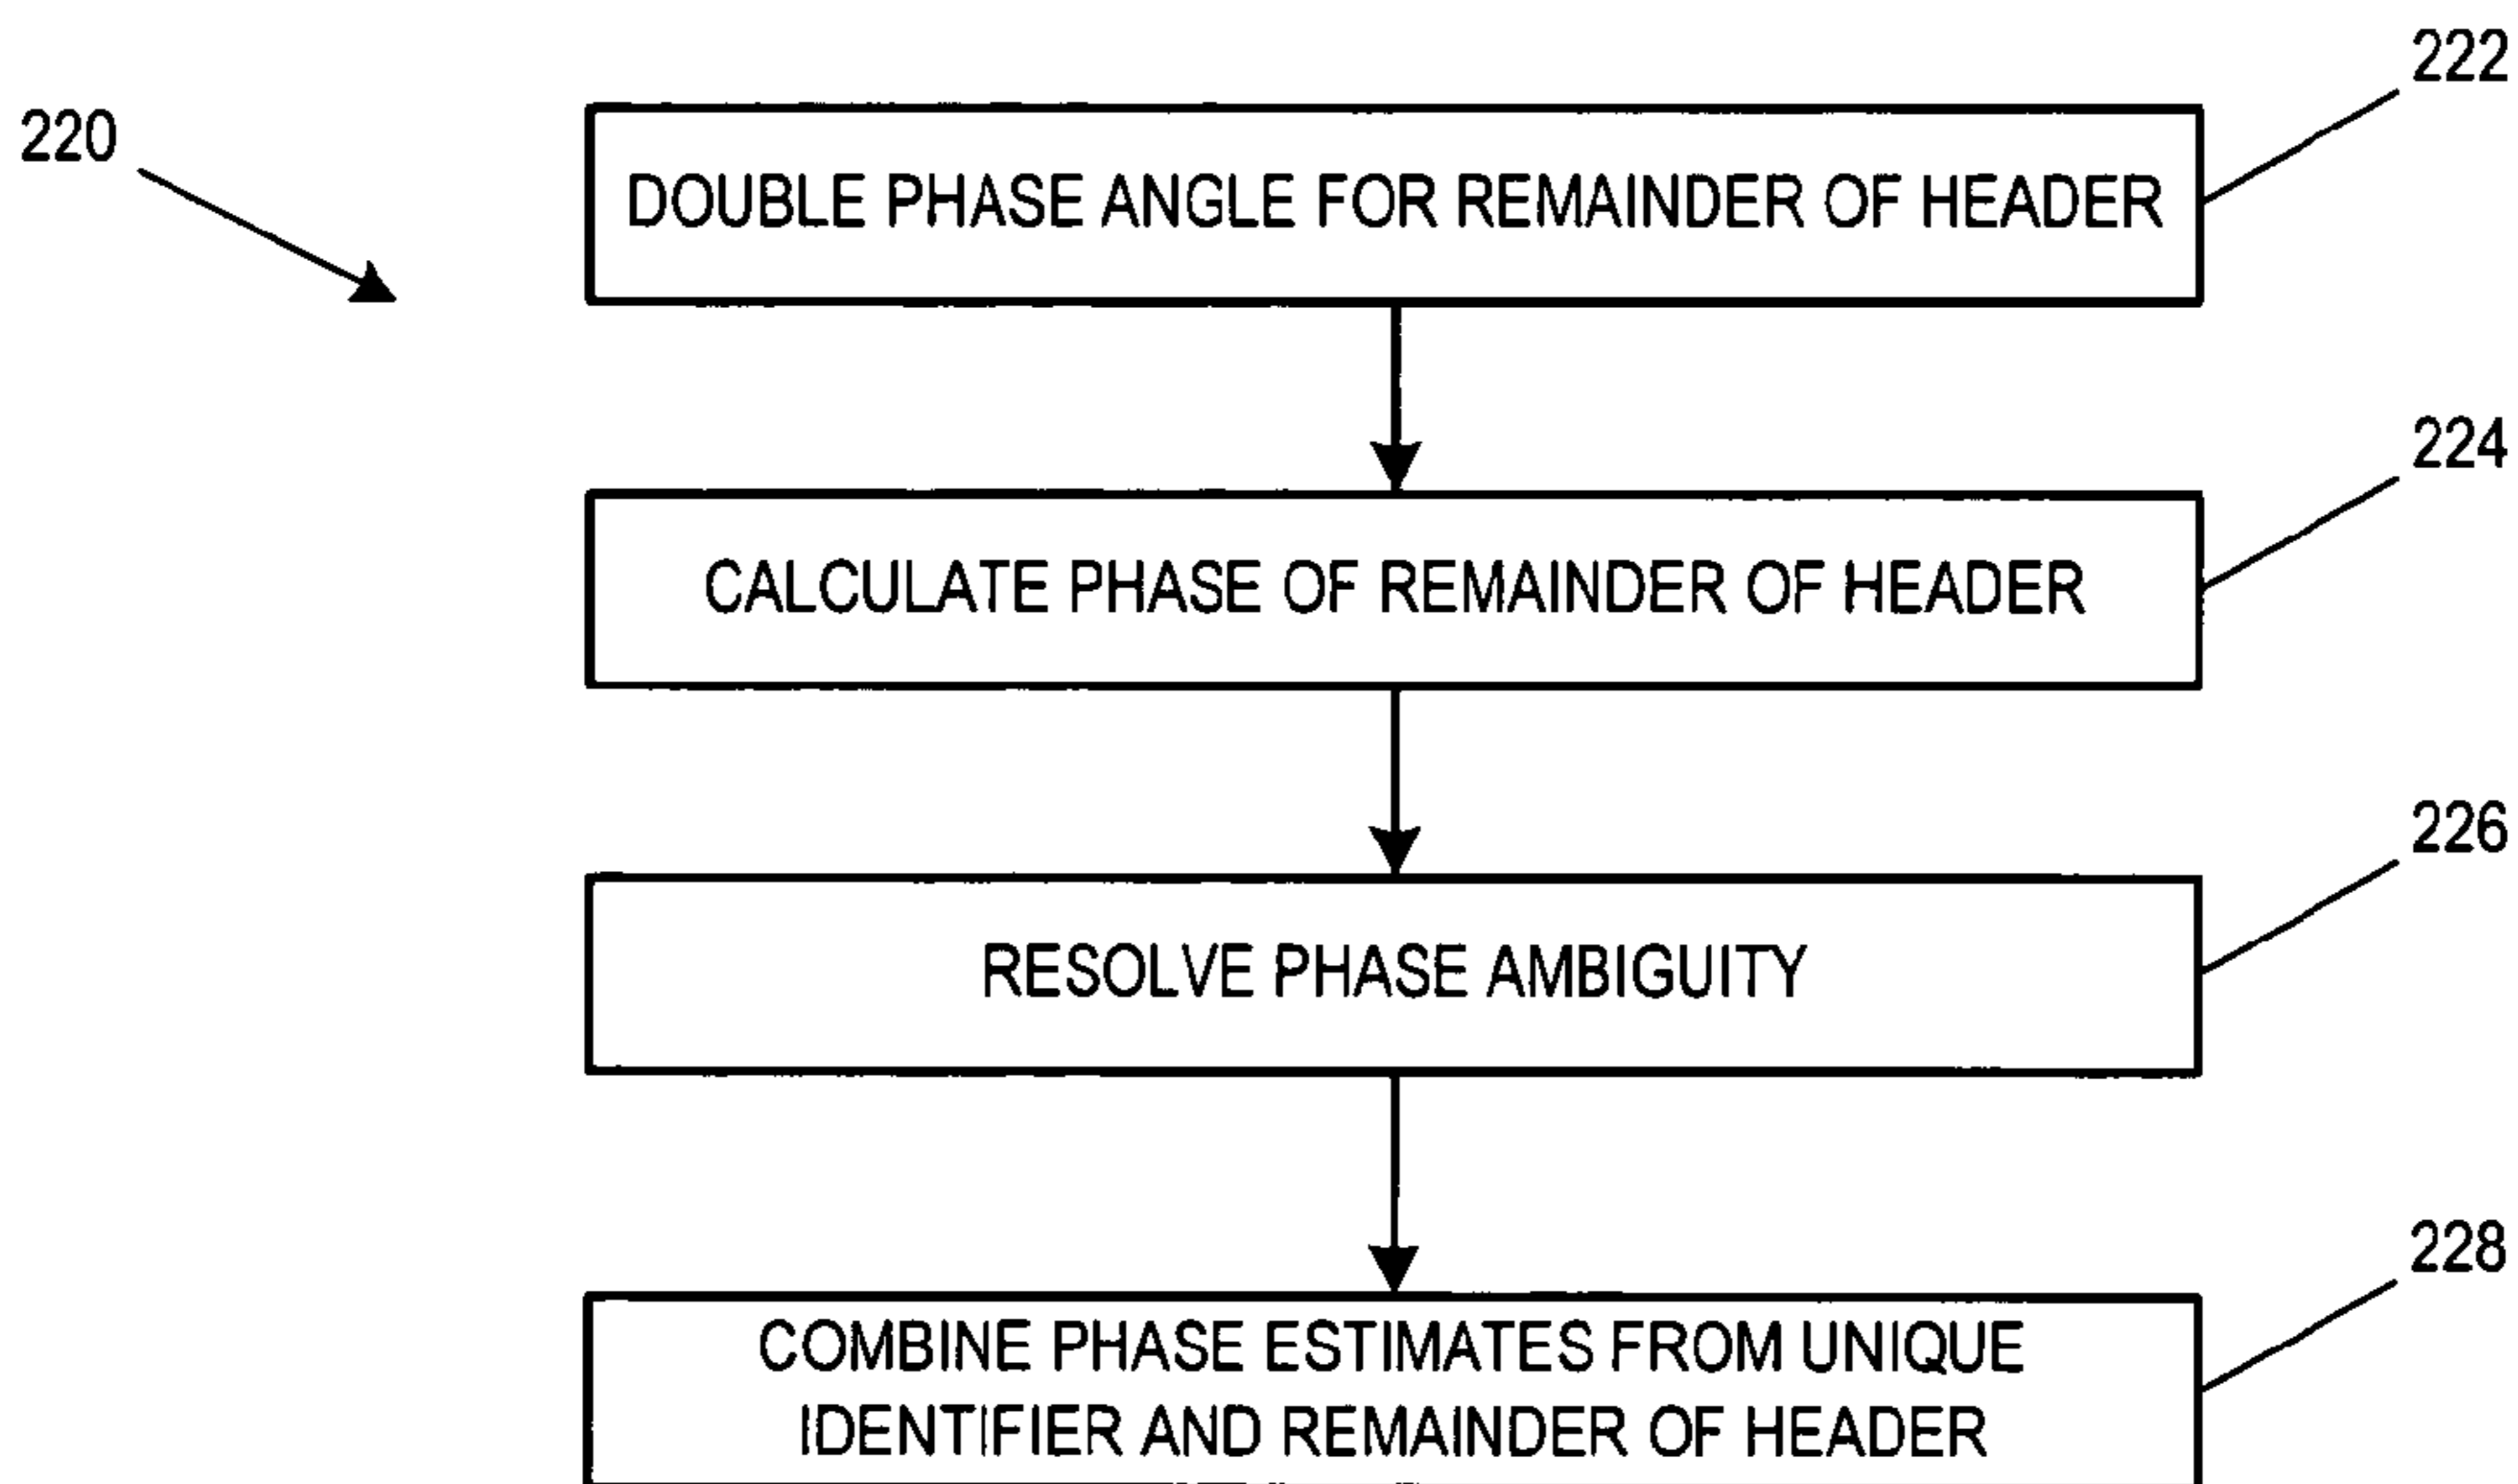 222
220
DOUBLE PHASE ANGLE FOR REMAINDER OF HEADER
224
CALCULATE PHASE OF REMAINDER OF HEADER
226
RESOLVE PHASE AMBIGUITY
228
COMBINE PHASE ESTIMATES FROM UNIQUE
IDENTIFIER AND REMAINDER OF HEADER